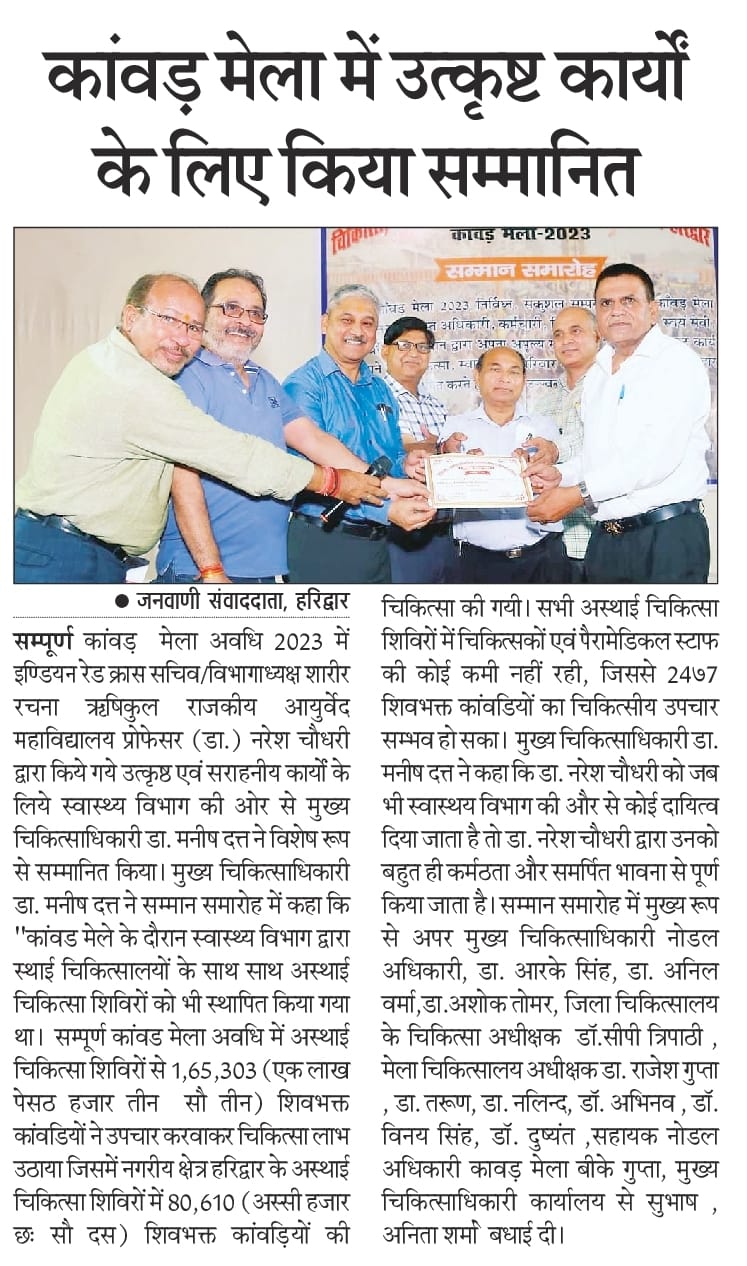 कांवड़ मेला में उत्कृष्ट कार्यों
के लिए किया सम्मानित
कांवड़ मेला-2023
सम्मान समारोह
● जनवाणी संवाददाता, हरिद्वार
सम्पूर्ण कांवड़ मेला अवधि 2023 में
इण्डियन रेड क्रास सचिव/विभागाध्यक्ष शारीर
रचना ऋषिकुल राजकीय आयुर्वेद
महाविद्यालय प्रोफेसर (डा.) नरेश चौधरी
द्वारा किये गये उत्कृष्ठ एवं सराहनीय कार्यों के
लिये स्वास्थ्य विभाग की ओर से मुख्य
चिकित्साधिकारी डा. मनीष दत्त ने विशेष रूप
से सम्मानित किया। मुख्य चिकित्साधिकारी
डा. मनीष दत्त ने सम्मान समारोह में कहा कि
"कांवड मेले के दौरान स्वास्थ्य विभाग द्वारा
स्थाई चिकित्सालयों के साथ साथ अस्थाई
चिकित्सा शिविरों को भी स्थापित किया गया
था। सम्पूर्ण कांवड मेला अवधि में अस्थाई
चिकित्सा शिविरों से 1,65,303 (एक लाख
पेसठ हजार तीन सौ तीन) शिवभक्त
कांवडियों ने उपचार करवाकर चिकित्सा लाभ
उठाया जिसमें नगरीय क्षेत्र हरिद्वार के अस्थाई
चिकित्सा शिविरों में 80,610 (अस्सी हजार
छः सौ दस) शिवभक्त कांवड़ियों की
चिकित्सा की गयी। सभी अस्थाई चिकित्सा
शिविरों में चिकित्सकों एवं पैरामेडिकल स्टाफ
की कोई कमी नहीं रही, जिससे 24x7
शिवभक्त कांवडियों का चिकित्सीय उपचार
सम्भव हो सका। मुख्य चिकित्साधिकारी डा.
मनीष दत्त ने कहा कि डा. नरेश चौधरी को जब
भी स्वास्थय विभाग की और से कोई दायित्व
दिया जाता है तो डा. नरेश चौधरी द्वारा उनको
बहुत ही कर्मठता और समर्पित भावना से पूर्ण
किया जाता है। सम्मान समारोह में मुख्य रूप
से अपर मुख्य चिकित्साधिकारी नोडल
अधिकारी, डा. आरके सिंह, डा. अनिल
वर्मा,डा.अशोक तोमर, जिला चिकित्सालय
के चिकित्सा अधीक्षक डॉ.सीपी त्रिपाठी ,
मेला चिकित्सालय अधीक्षक डा. राजेश गुप्ता
, डा. तरूण, डा. नलिन्द, डॉ. अभिनव , डॉ.
विनय सिंह, डॉ. दुष्यंत ,सहायक नोडल
अधिकारी कावड़ मेला बीके गुप्ता, मुख्य
चिकित्साधिकारी कार्यालय से सुभाष ,
अनिता शर्मा बधाई दी।